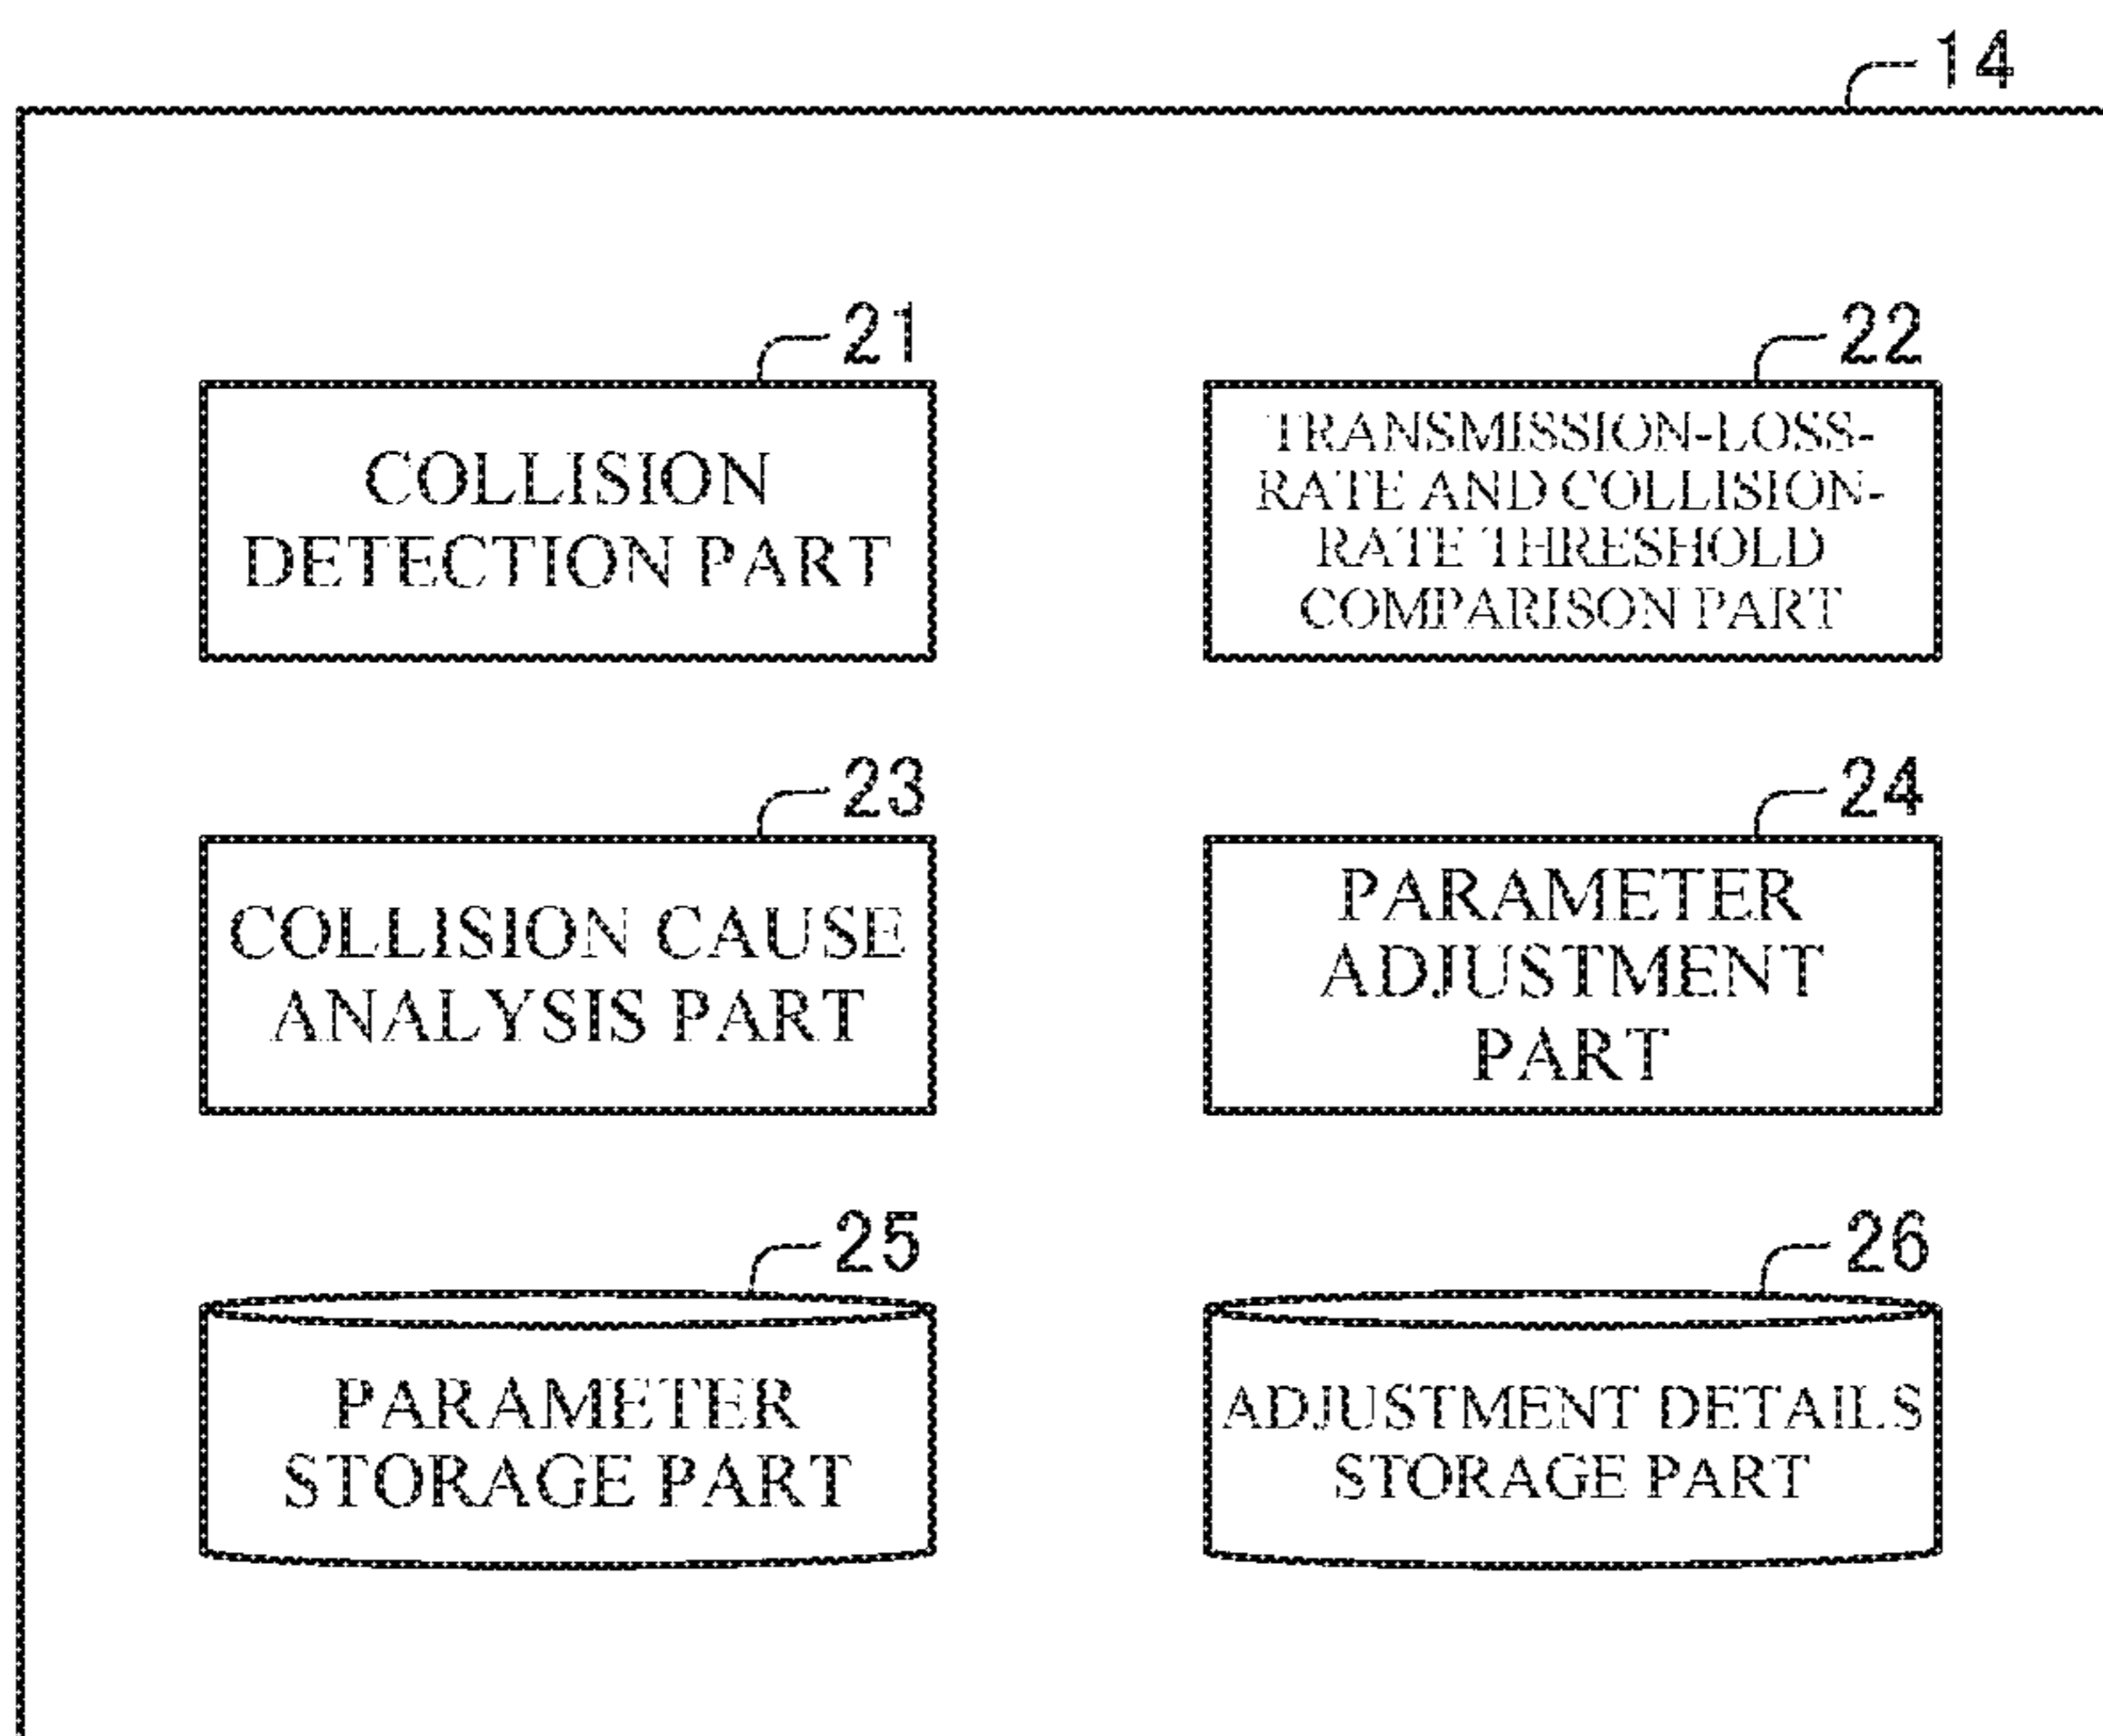 14
21
COLLISION
DETECTION PART
22
TRANSMISSION-LOSS-
RATE AND COLLISION-
RATE THRESHOLD
COMPARISON PART
23
COLLISION CAUSE
ANALYSIS PART
24
PARAMETER
ADJUSTMENT
PART
25
PARAMETER
STORAGE PART
26
ADJUSTMENT DETAILS
STORAGE PART